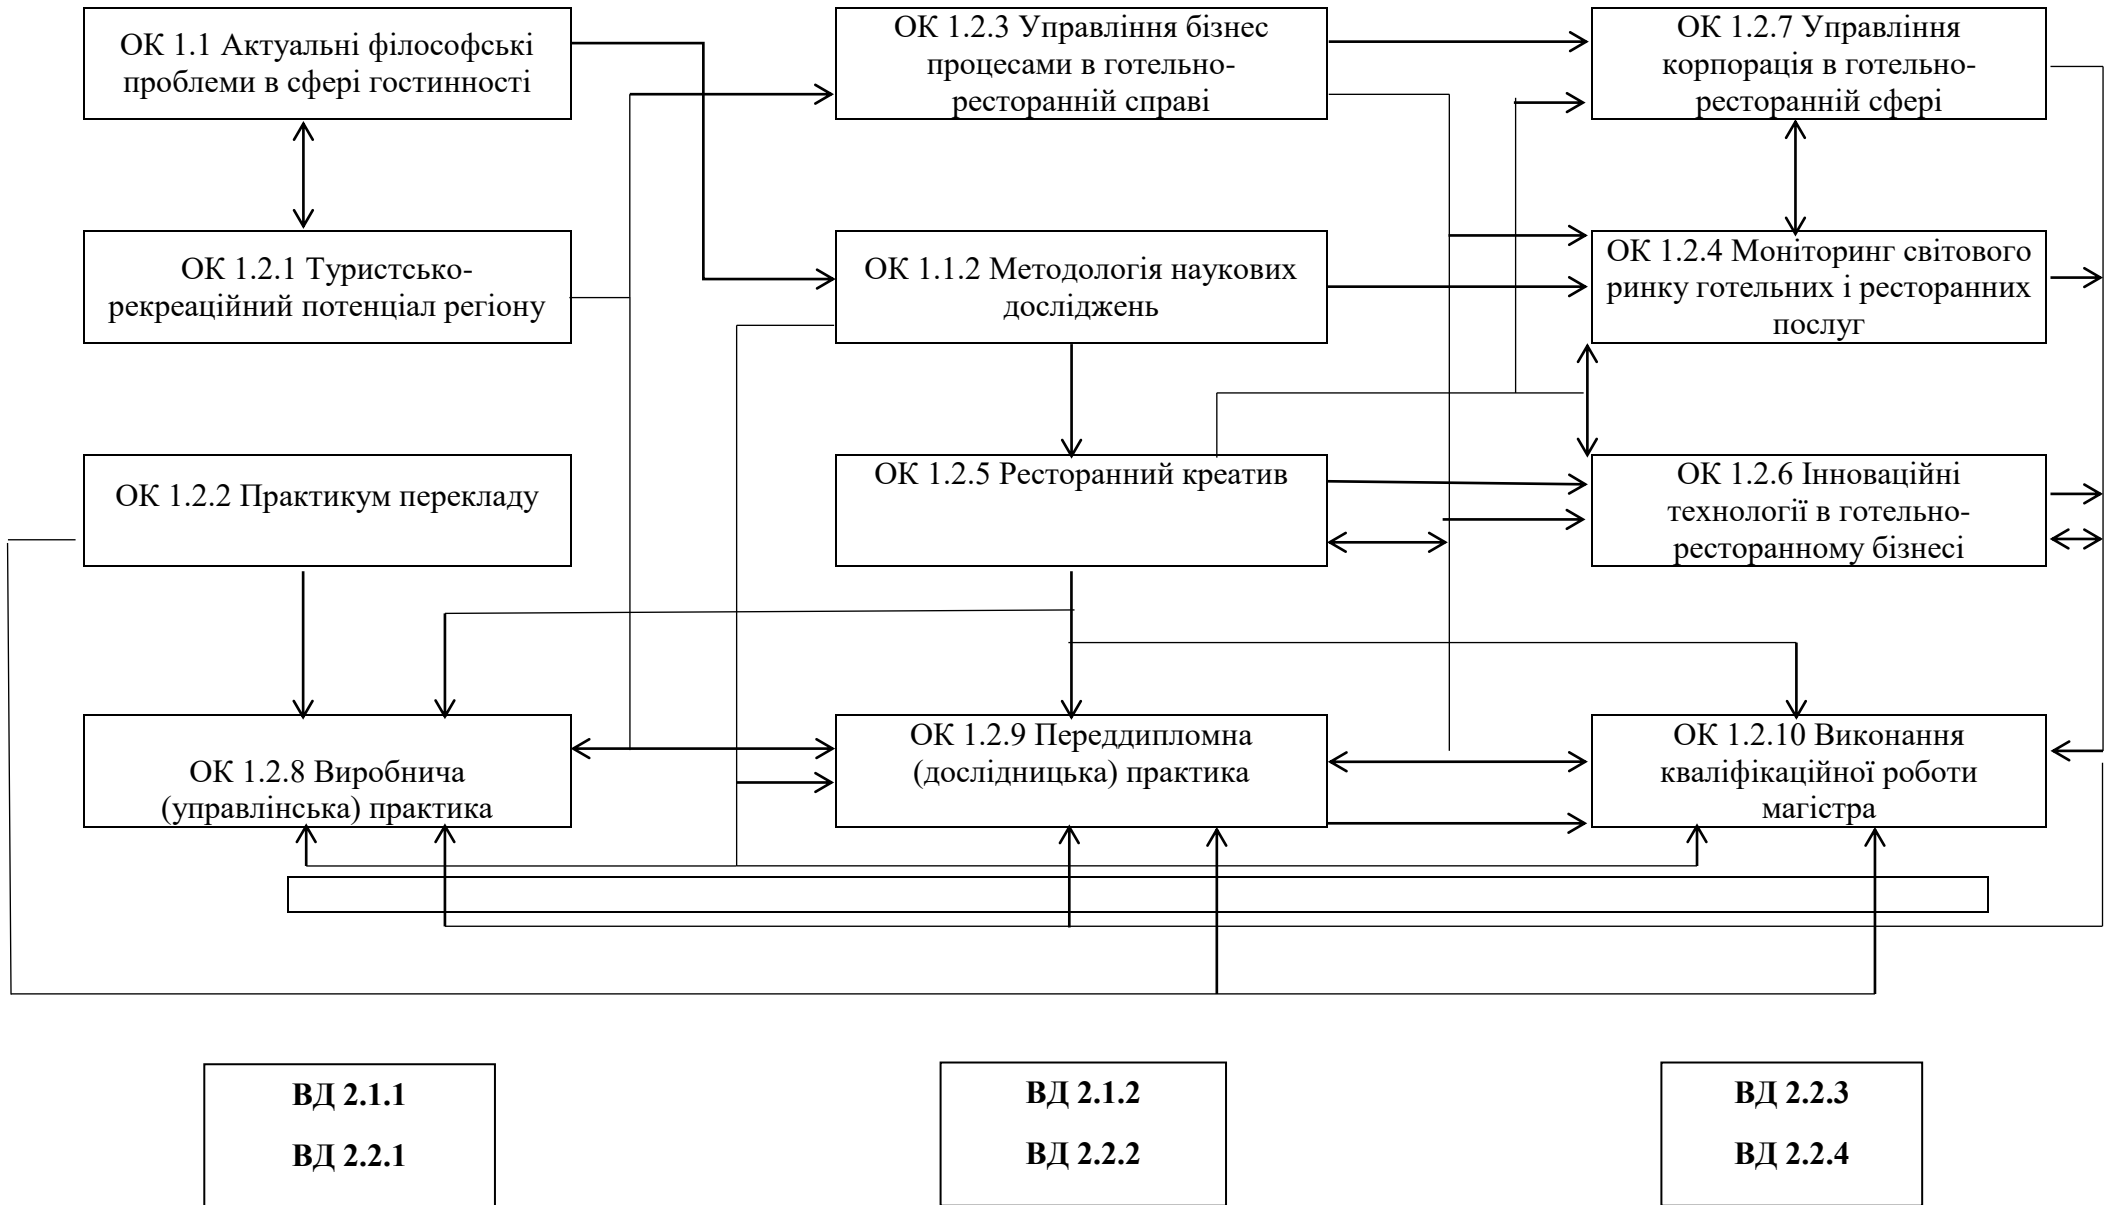 ОК 1.1 Актуальні філософські
проблеми в сфері гостинності
ОК 1.2.3 Управління бізнес
процесами в готельно-
ресторанній справі
ОК 1.2.7 Управління
корпорація в готельно-
ресторанній сфері
ОК 1.2.1 Туристсько-
рекреаційний потенціал регіону
ОК 1.1.2 Методологія наукових
досліджень
ОК 1.2.4 Моніторинг світового
ринку готельних і ресторанних
послуг
ОК 1.2.2 Практикум перекладу
ОК 1.2.5 Ресторанний креатив
ОК 1.2.6 Інноваційні
технології в готельно-
ресторанному бізнесі
ОК 1.2.8 Виробнича
(управлінська) практика
ОК 1.2.9 Переддипломна
(дослідницька) практика
ОК 1.2.10 Виконання
кваліфікаційної роботи
магістра
ВД 2.1.1
ВД 2.2.1
ВД 2.1.2
ВД 2.2.2
ВД 2.2.3
ВД 2.2.4